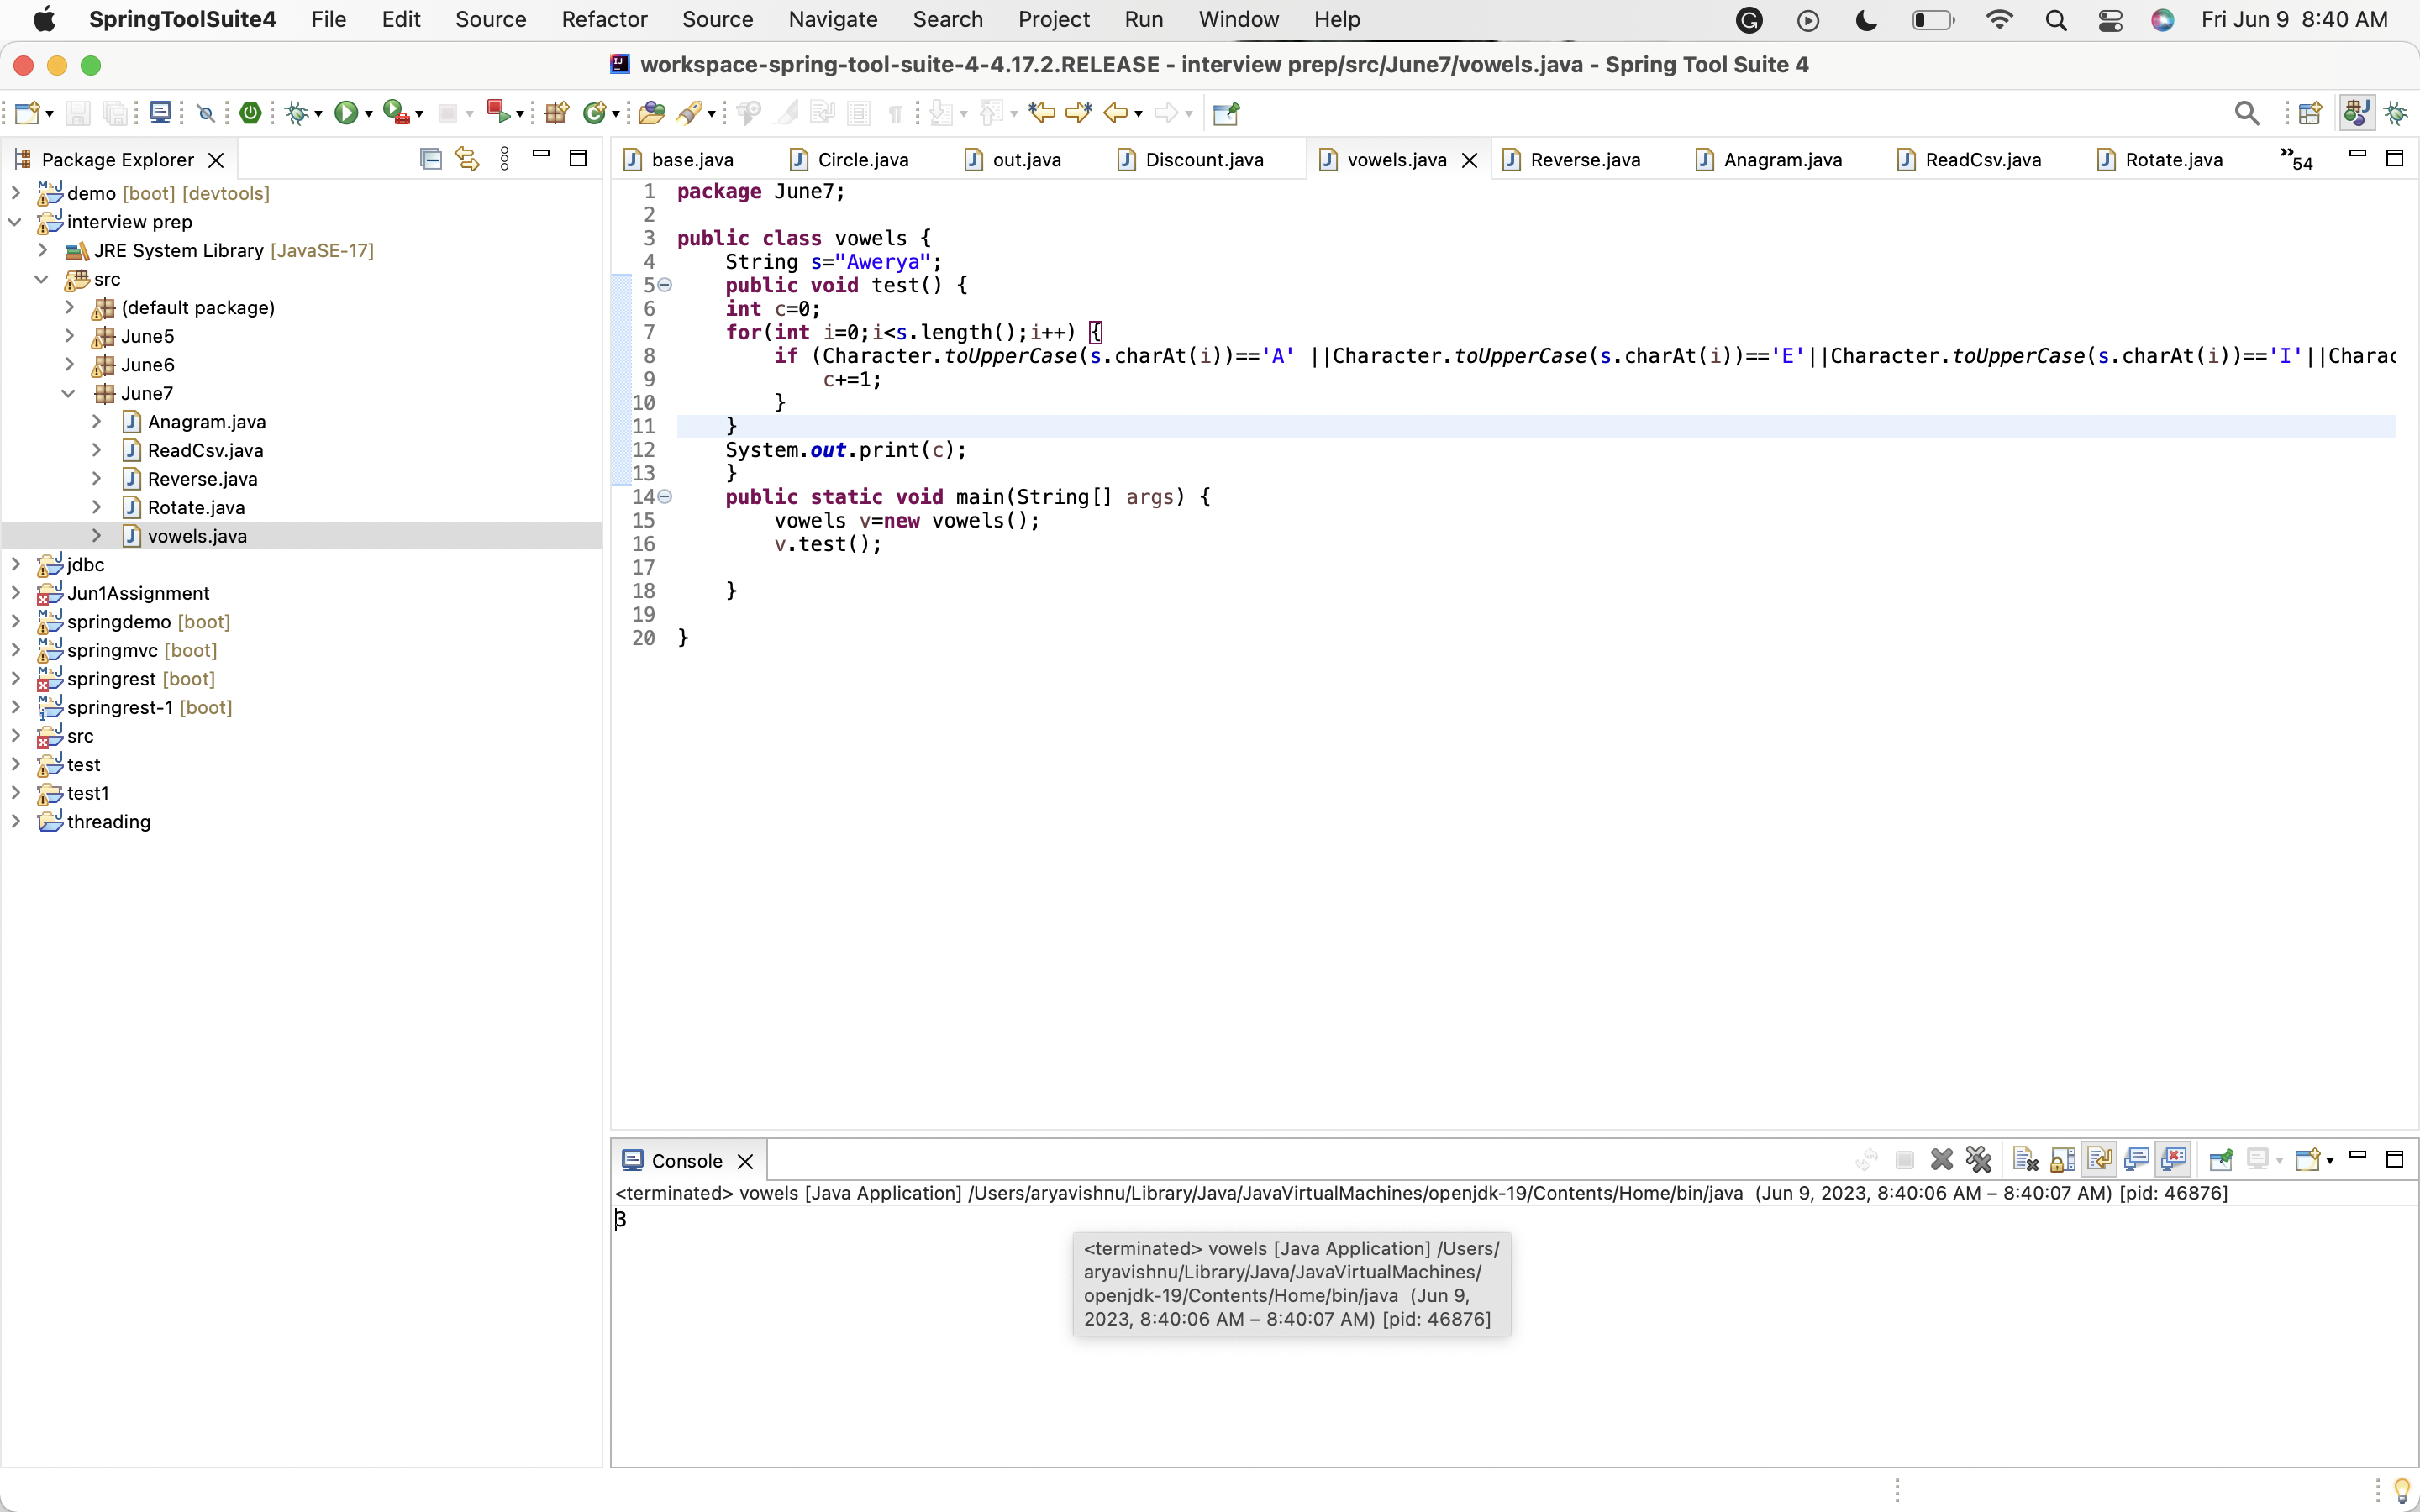 SpringToolSuite4 File Edit Source Refactor Source Navigate Search Project Run Window Help Fri Jun 9 8:40 AM
workspace-spring-tool-suite-4-4.17.2.RELEASE - interview prep/src/June7/vowels.java - Spring Tool Suite 4
Package Explorer
demo [boot] [devtools]
interview prep
JRE System Library [JavaSE-17]
src
(default package)
June5
June6
June7
Anagram.java
ReadCsv.java
Reverse.java
Rotate.java
vowels.java
jdbc
Jun1Assignment
springdemo [boot]
springmvc [boot]
springrest [boot]
springrest-1 [boot]
src
test
test1
threading
base.java Circle.java out.java Discount.java vowels.java Reverse.java Anagram.java ReadCsv.java Rotate.java »54
1 package June7;
2
3 public class vowels {
4 String s="Awerya";
5 public void test() {
6 int c=0;
7 for(int i=0;i<s.length();i++) {
8 if (Character.toUpperCase(s.charAt(i))=='A' ||Character.toUpperCase(s.charAt(i))=='E'||Character.toUpperCase(s.charAt(i))=='I'||Charac
9 c+=1;
10 }
11 }
12 System.out.print(c);
13 }
14 public static void main(String[] args) {
15 vowels v=new vowels();
16 v.test();
17
18 }
19
20 }
Console
<terminated> vowels [Java Application] /Users/aryavishnu/Library/Java/JavaVirtualMachines/openjdk-19/Contents/Home/bin/java (Jun 9, 2023, 8:40:06 AM – 8:40:07 AM) [pid: 46876]
3
<terminated> vowels [Java Application] /Users/
aryavishnu/Library/Java/JavaVirtualMachines/
openjdk-19/Contents/Home/bin/java (Jun 9,
2023, 8:40:06 AM – 8:40:07 AM) [pid: 46876]